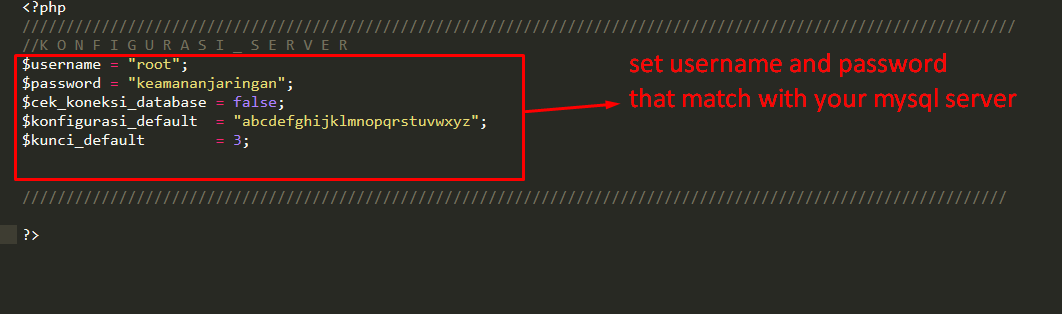 <?php
//////////////////////////////////////////////////////////////////////////////////////////////////////////////////
//K O N F I G U R A S I _ S E R V E R
$username = "root";
$password = "keamananjaringan";
$cek_koneksi_database = false;
$konfigurasi_default  = "abcdefghijklmnopqrstuvwxyz";
$kunci_default        = 3;
set username and password
that match with your mysql server
/////////////////////////////////////////////////////////////////////////////////////////////////////////////////
?>